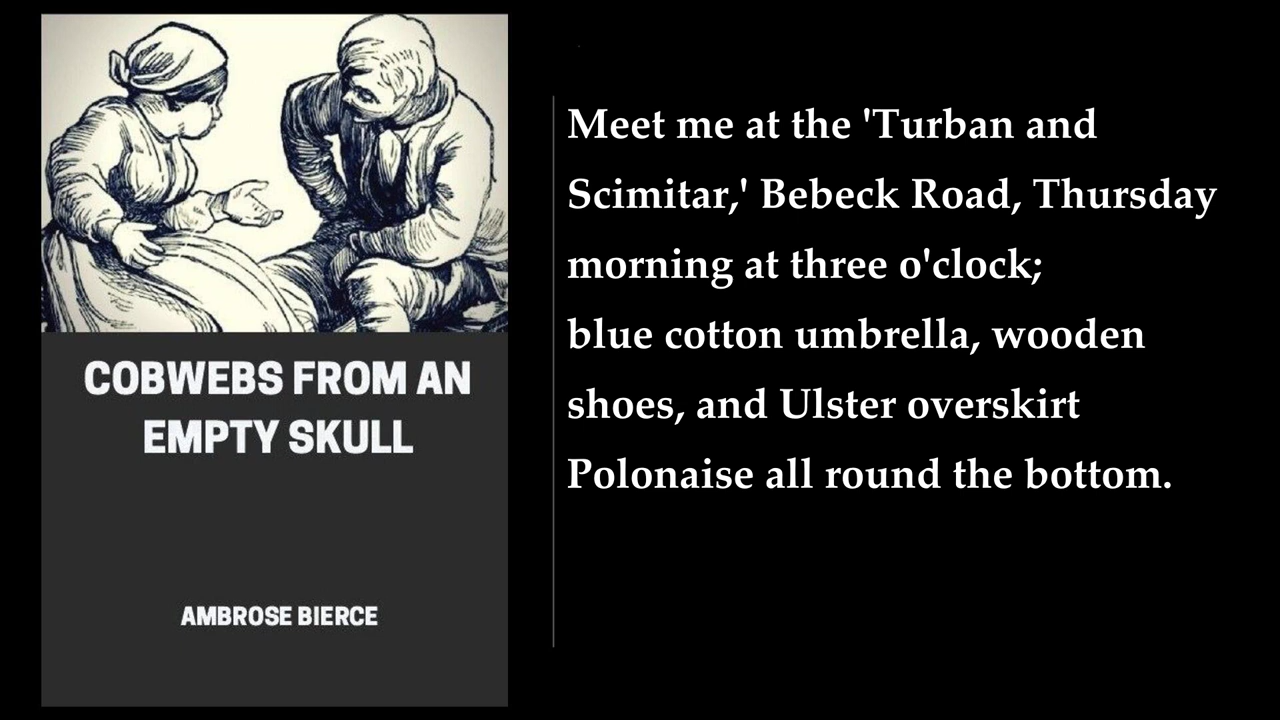 COBWEBS FROM AN
EMPTY SKULL
AMBROSE BIERCE
Meet me at the 'Turban and
Scimitar,' Bebeck Road, Thursday
morning at three o'clock;
blue cotton umbrella, wooden
shoes, and Ulster overskirt
Polonaise all round the bottom.